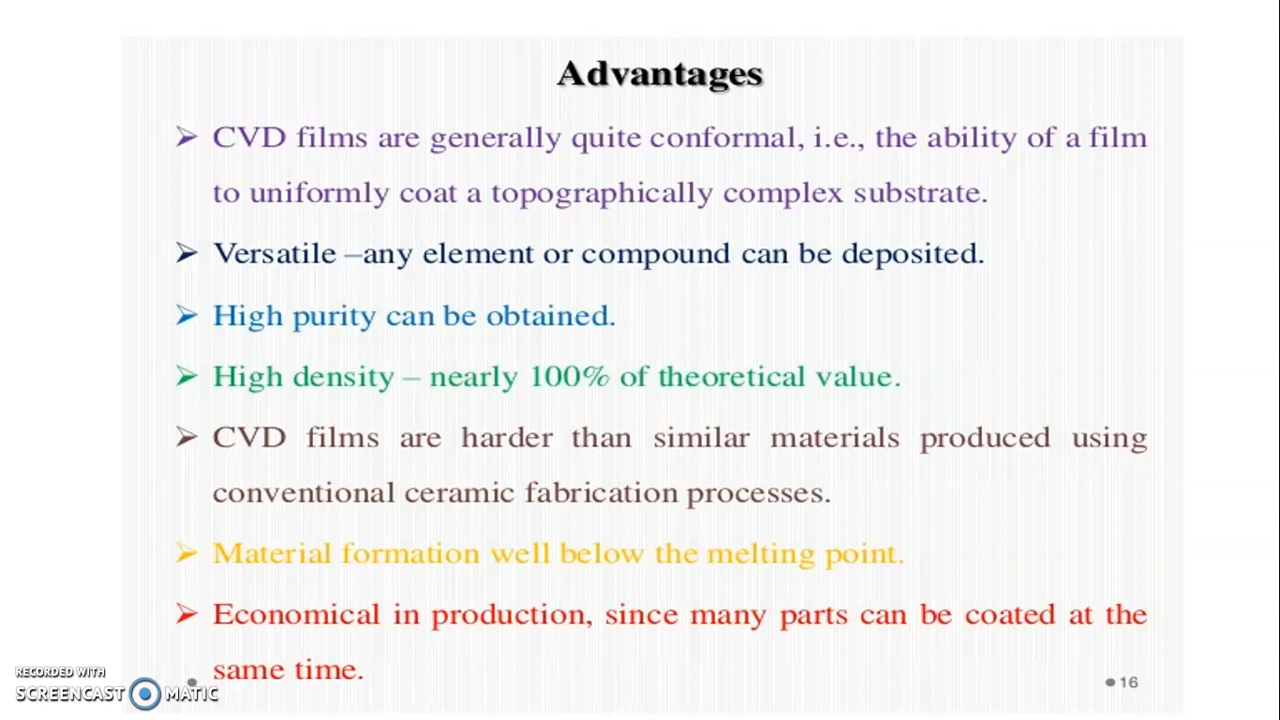 Advantages
➢ CVD films are generally quite conformal, i.e., the ability of a film
to uniformly coat a topographically complex substrate.
➢ Versatile –any element or compound can be deposited.
➢ High purity can be obtained.
➢ High density – nearly 100% of theoretical value.
➢ CVD films are harder than similar materials produced using
conventional ceramic fabrication processes.
➢ Material formation well below the melting point.
➢ Economical in production, since many parts can be coated at the
same time.
● 16
RECORDED WITH
SCREENCAST MATIC